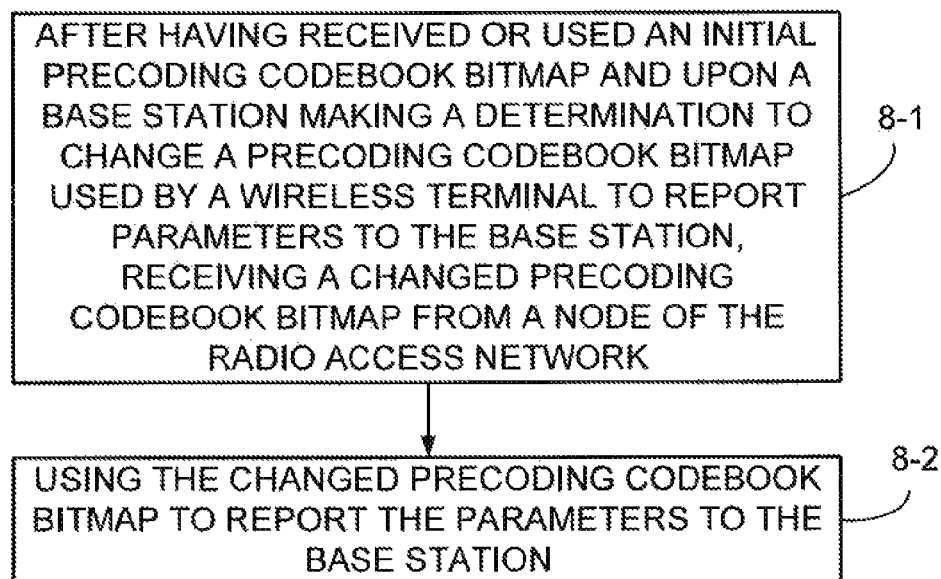 AFTER HAVING RECEIVED OR USED AN INITIAL
PRECODING CODEBOOK BITMAP AND UPON A
BASE STATION MAKING A DETERMINATION TO
CHANGE A PRECODING CODEBOOK BITMAP
USED BY A WIRELESS TERMINAL TO REPORT
PARAMETERS TO THE BASE STATION,
RECEIVING A CHANGED PRECODING
CODEBOOK BITMAP FROM A NODE OF THE
RADIO ACCESS NETWORK
8-1
USING THE CHANGED PRECODING CODEBOOK
BITMAP TO REPORT THE PARAMETERS TO THE
BASE STATION
8-2